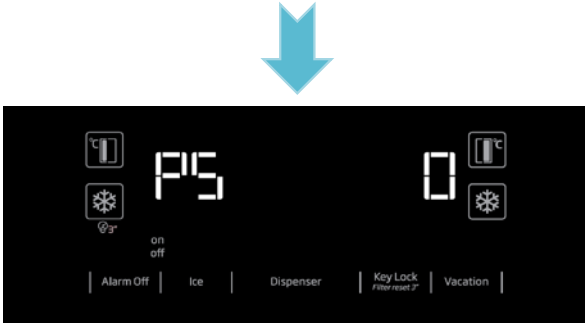 °C °C
PS 0
3"
on
off
Alarm Off Ice Dispenser Key Lock Vacation
Filter reset 3"